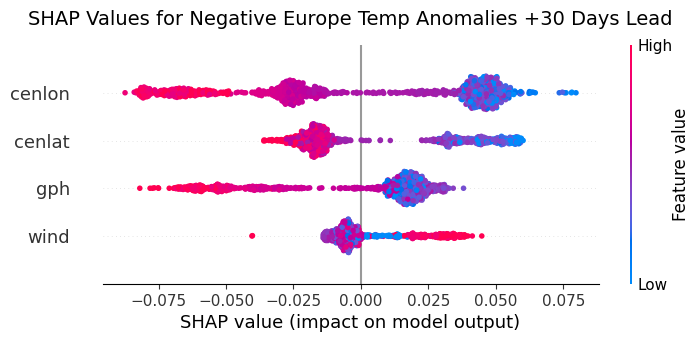 SHAP Values for Negative Europe Temp Anomalies +30 Days Lead
High
cenlon
cenlat
gph
wind
Feature value
Low
−0.075 −0.050 −0.025 0.000 0.025 0.050 0.075
SHAP value (impact on model output)